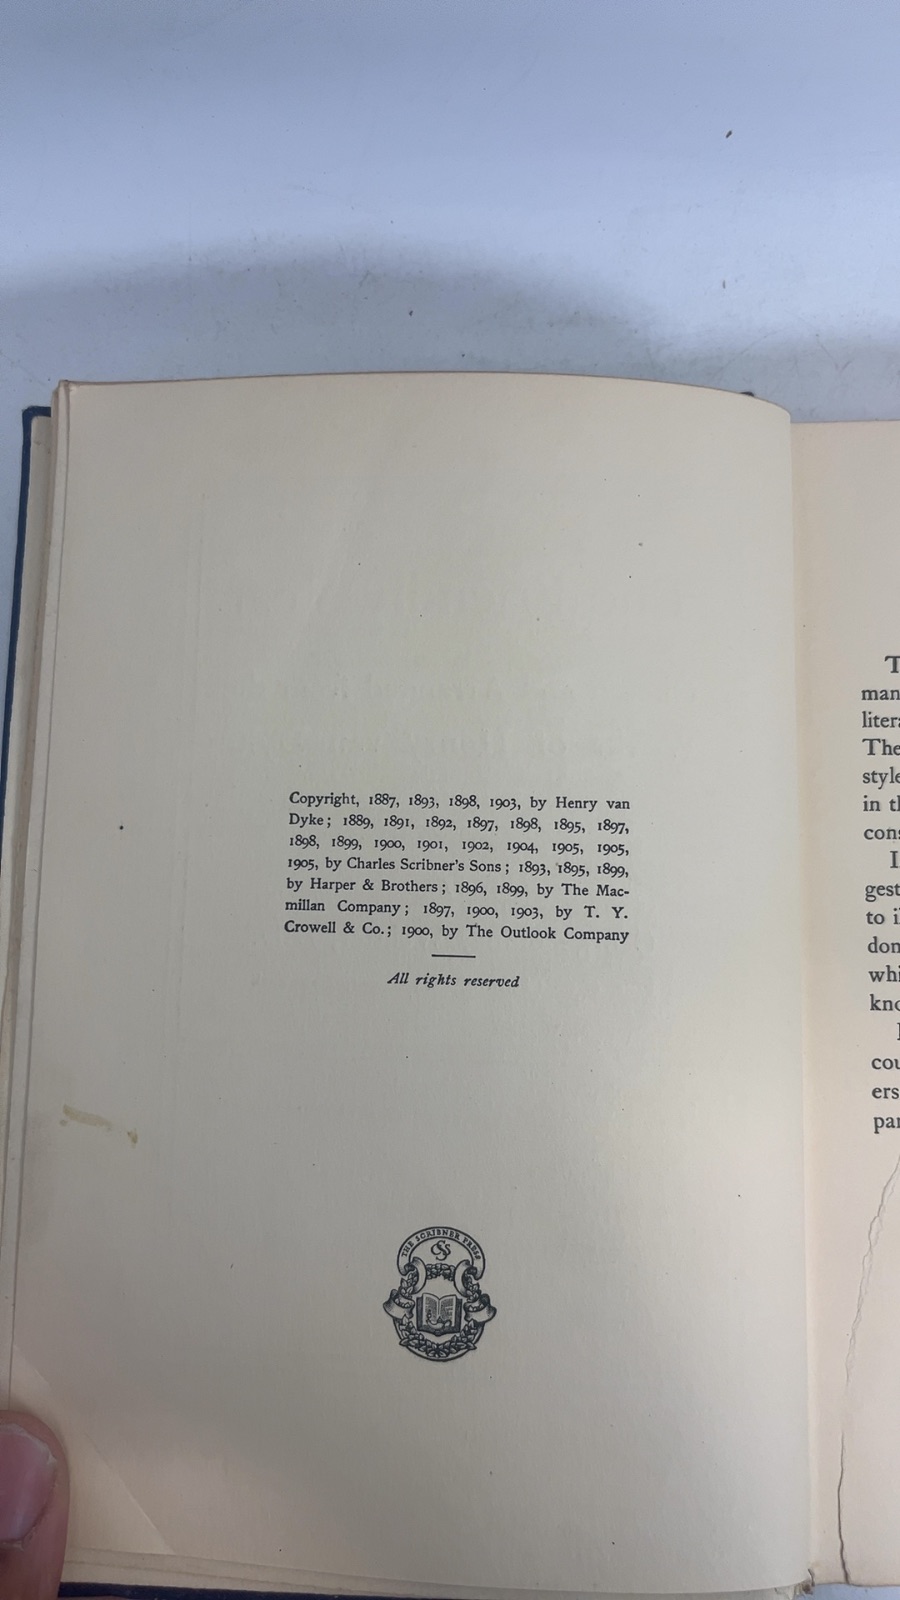 Copyright, 1887, 1893, 1898, 1903, by Henry van
Dyke; 1889, 1891, 1892, 1897, 1898, 1895, 1897,
1898, 1899, 1900, 1901, 1902, 1904, 1905, 1905,
1905, by Charles Scribner's Sons; 1893, 1895, 1899,
by Harper & Brothers; 1896, 1899, by The Mac-
millan Company; 1897, 1900, 1903, by T. Y.
Crowell & Co.; 1900, by The Outlook Company
All rights reserved
THE SCRIBNER PRESS
CSS
T
man
liter
The
style
in th
cons
I
gest
to i
don
whi
kno
cou
ers
par